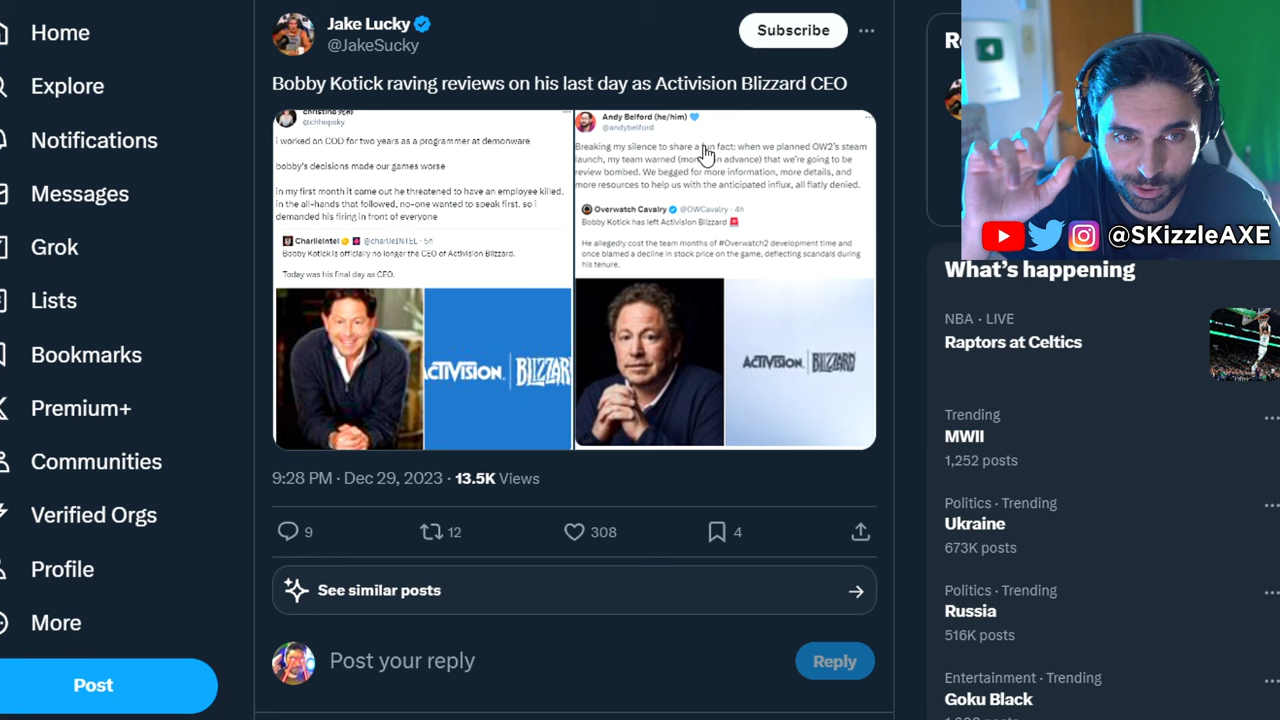 Home
Explore
Notifications
Messages
Grok
Lists
Bookmarks
Premium+
Communities
Verified Orgs
Profile
More
Post
Jake Lucky
@JakeSucky
Subscribe
Bobby Kotick raving reviews on his last day as Activision Blizzard CEO
@chhopsky
i worked on COD for two years as a programmer at demonware
bobby's decisions made our games worse
in my first month it came out he threatened to have an employee killed.
in the all-hands that followed, no-one wanted to speak first. so i
demanded his firing in front of everyone
CharlieIntel @charlieINTEL · 5h
Bobby Kotick is officially no longer the CEO of Activision Blizzard.
Today was his final day as CEO.
ACTIVISION BLIZZAR
Andy Belford (he/him)
@andybelford
Breaking my silence to share a fun fact: when we planned OW2's steam
launch, my team warned in advance) that we're going to be
review bombed. We begged for more information, more details, and
more resources to help us with the anticipated influx, all flatly denied.
Overwatch Cavalry @OWCavalry · 4h
Bobby Kotick has left Activision Blizzard
He allegedly cost the team months of #Overwatch2 development time and
once blamed a decline in stock price on the game, deflecting scandals during
his tenure.
ACTIVISION BLIZZARD
9:28 PM · Dec 29, 2023 · 13.5K Views
9 12 308 4
See similar posts
Post your reply
Reply
@SKizzleAXE
What's happening
NBA · LIVE
Raptors at Celtics
Trending
MWII
1,252 posts
Politics · Trending
Ukraine
673K posts
Politics · Trending
Russia
516K posts
Entertainment · Trending
Goku Black